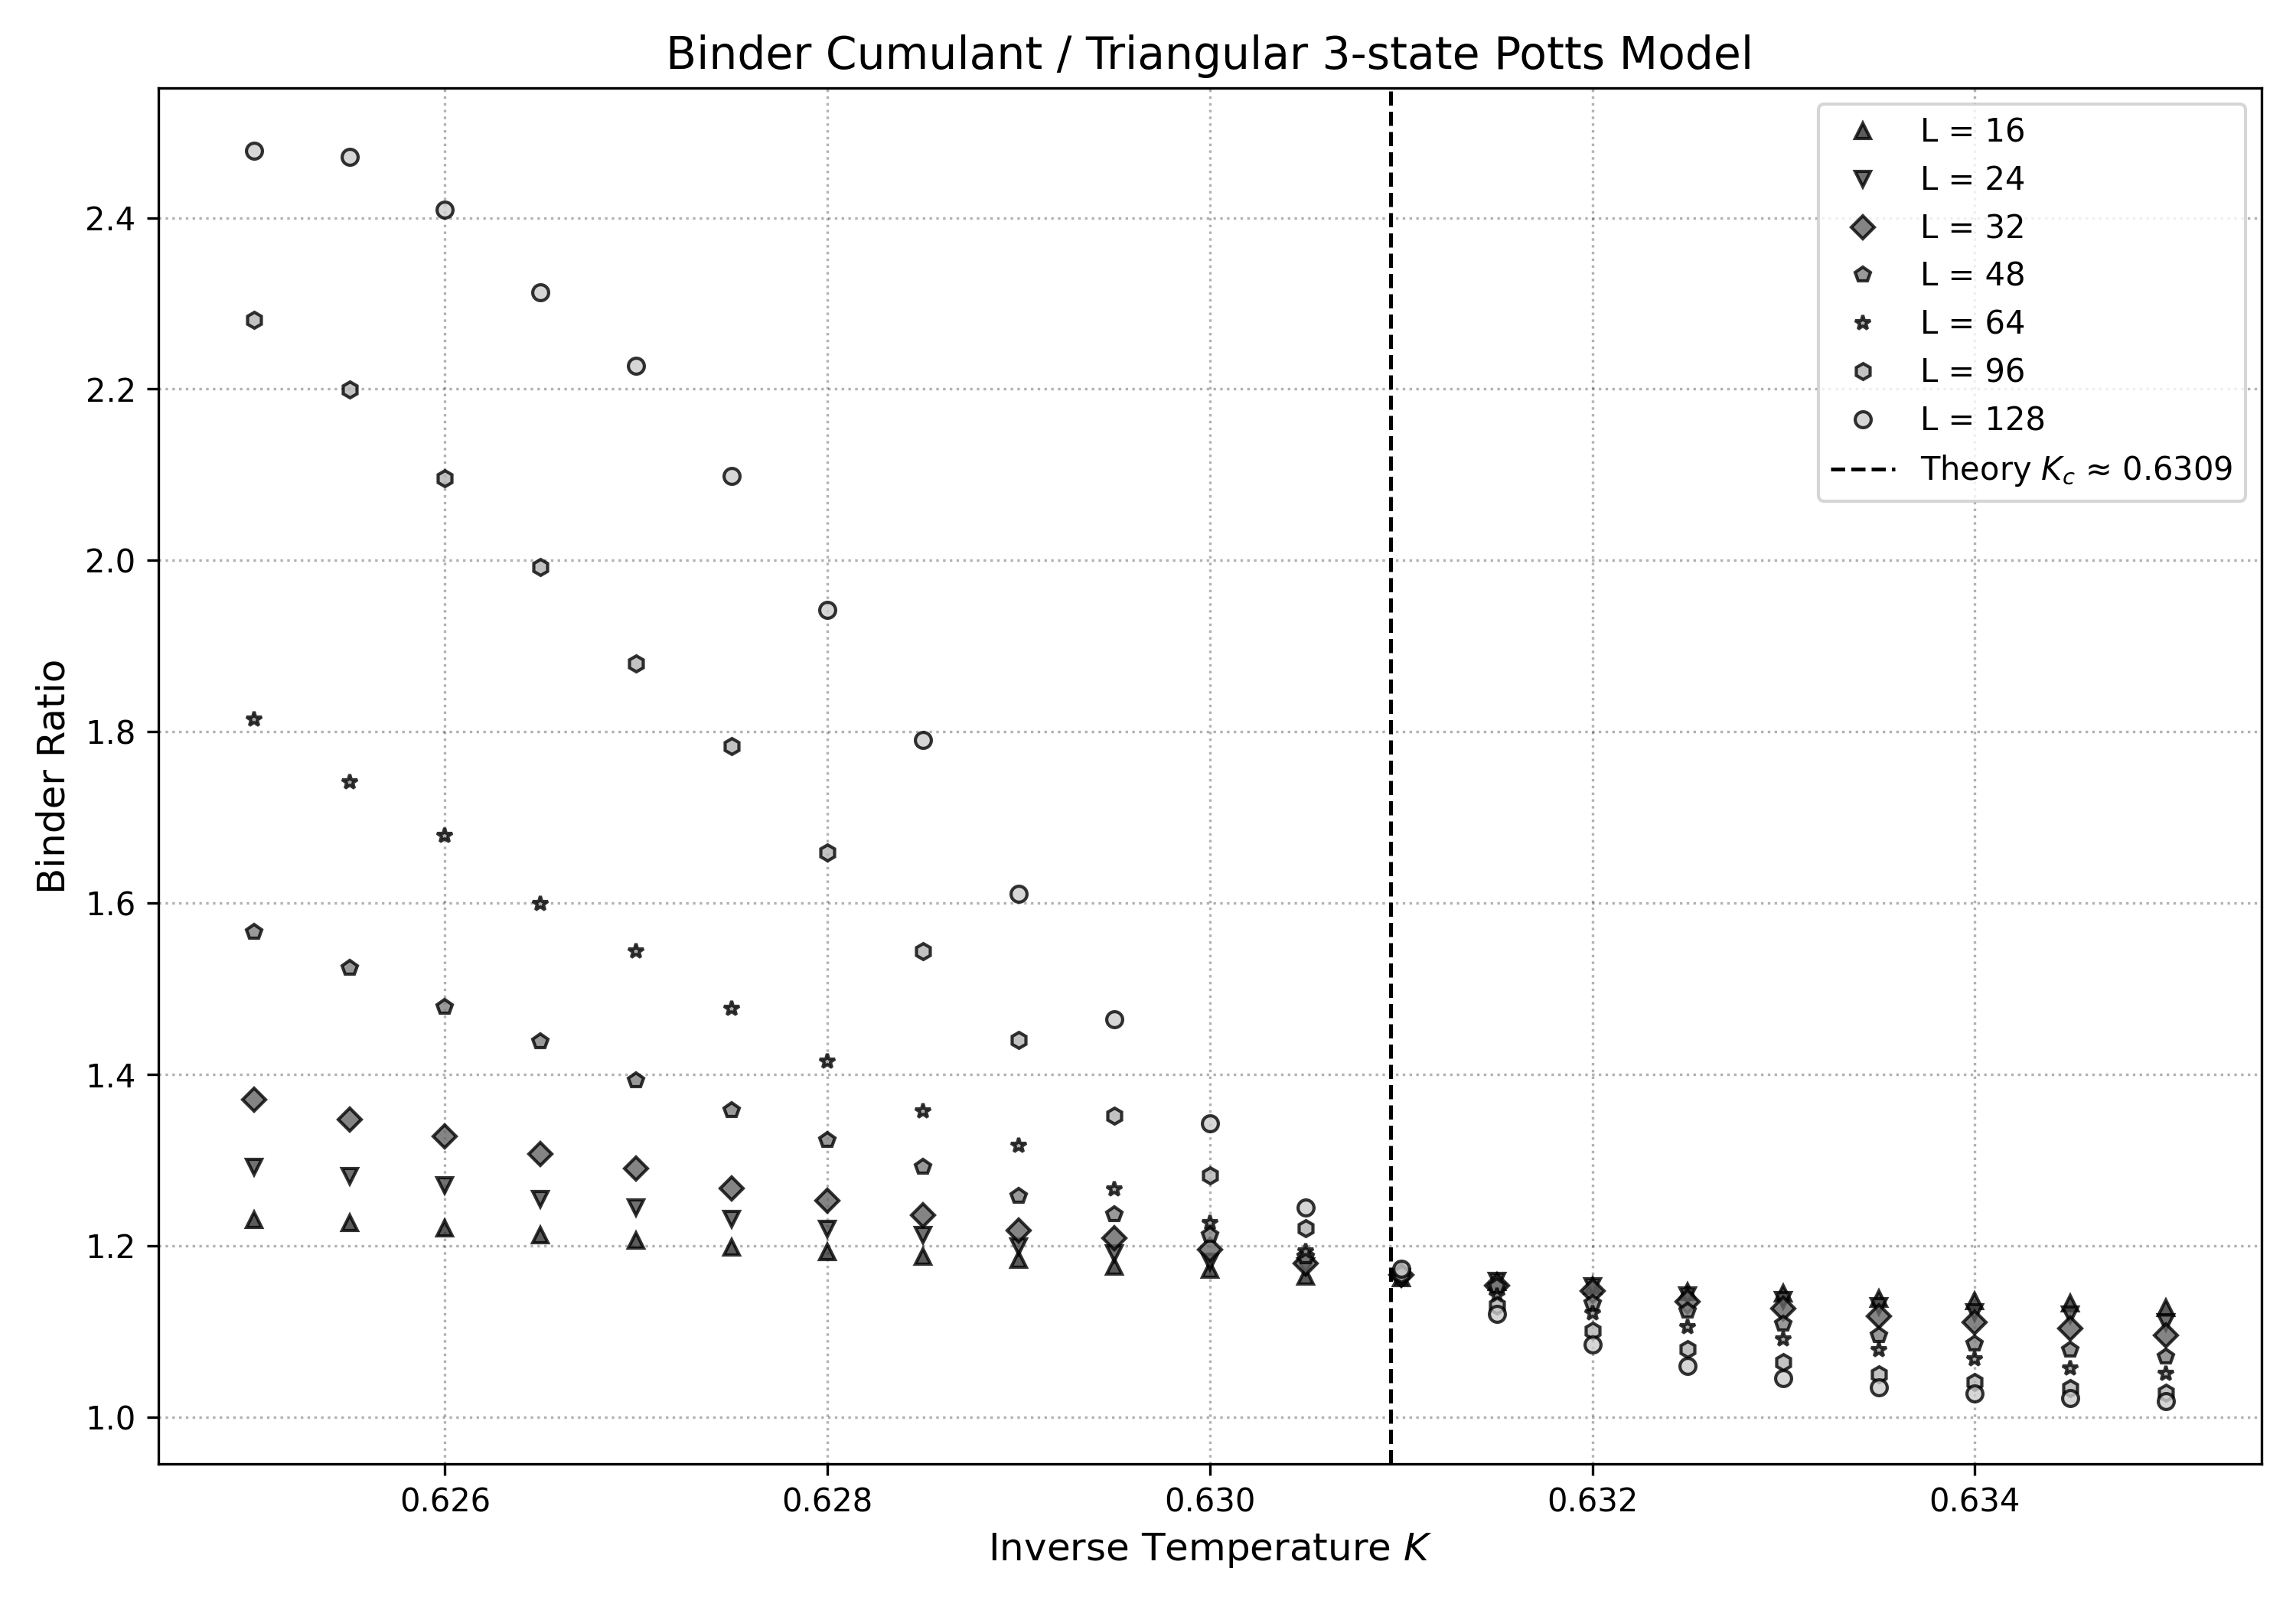 Binder Cumulant / Triangular 3-state Potts Model
L = 16
L = 24
L = 32
L = 48
L = 64
L = 96
L = 128
Theory K_c ≈ 0.6309
Binder Ratio
2.4
2.2
2.0
1.8
1.6
1.4
1.2
1.0
0.626 0.628 0.630 0.632 0.634
Inverse Temperature K